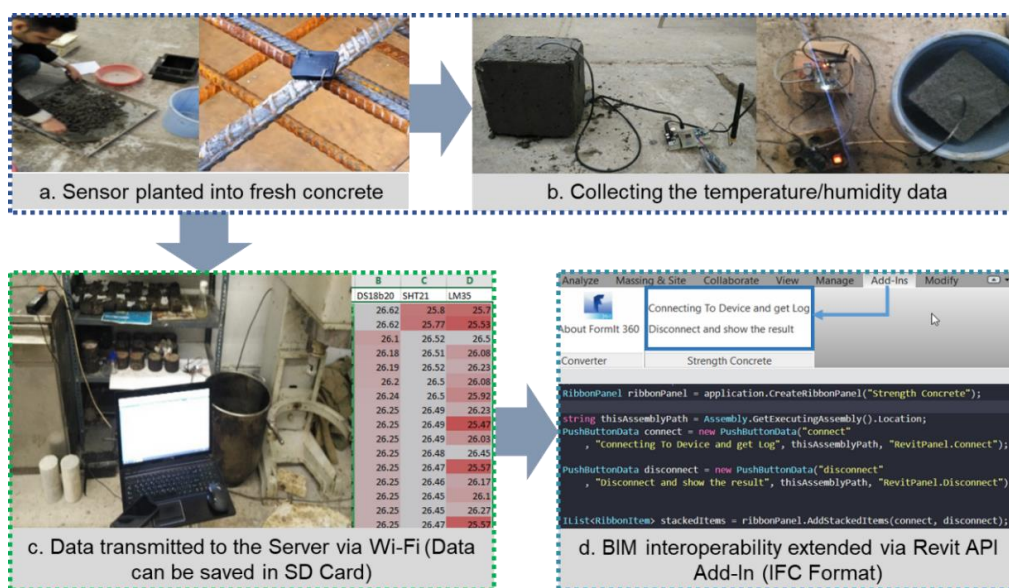 a. Sensor planted into fresh concrete
b. Collecting the temperature/humidity data
B C D
DS18b20 SHT21 LM35
26.62 25.8 25.7
26.62 25.77 25.53
26.1 26.52 26.5
26.18 26.51 26.08
26.19 26.52 26.23
26.2 26.5 26.08
26.24 26.5 25.92
26.25 26.49 26.23
26.25 26.49 25.47
26.25 26.49 26.03
26.25 26.48 26.45
26.25 26.47 25.57
26.25 26.46 26.17
26.25 26.45 26.1
26.25 26.45 26.27
26.25 26.47 25.57
c. Data transmitted to the Server via Wi-Fi (Data
can be saved in SD Card)
Analyze Massing & Site Collaborate View Manage Add-Ins Modify
Connecting To Device and get Log
About FormIt 360
Disconnect and show the result
Converter Strength Concrete
RibbonPanel ribbonPanel = application.CreateRibbonPanel("Strength Concrete");
string thisAssemblyPath = Assembly.GetExecutingAssembly().Location;
PushButtonData connect = new PushButtonData("connect"
, "Connecting To Device and get Log", thisAssemblyPath, "RevitPanel.Connect");
PushButtonData disconnect = new PushButtonData("disconnect"
, "Disconnect and show the result", thisAssemblyPath, "RevitPanel.Disconnect")
IList<RibbonItem> stackedItems = ribbonPanel.AddStackedItems(connect, disconnect);
d. BIM interoperability extended via Revit API
Add-In (IFC Format)